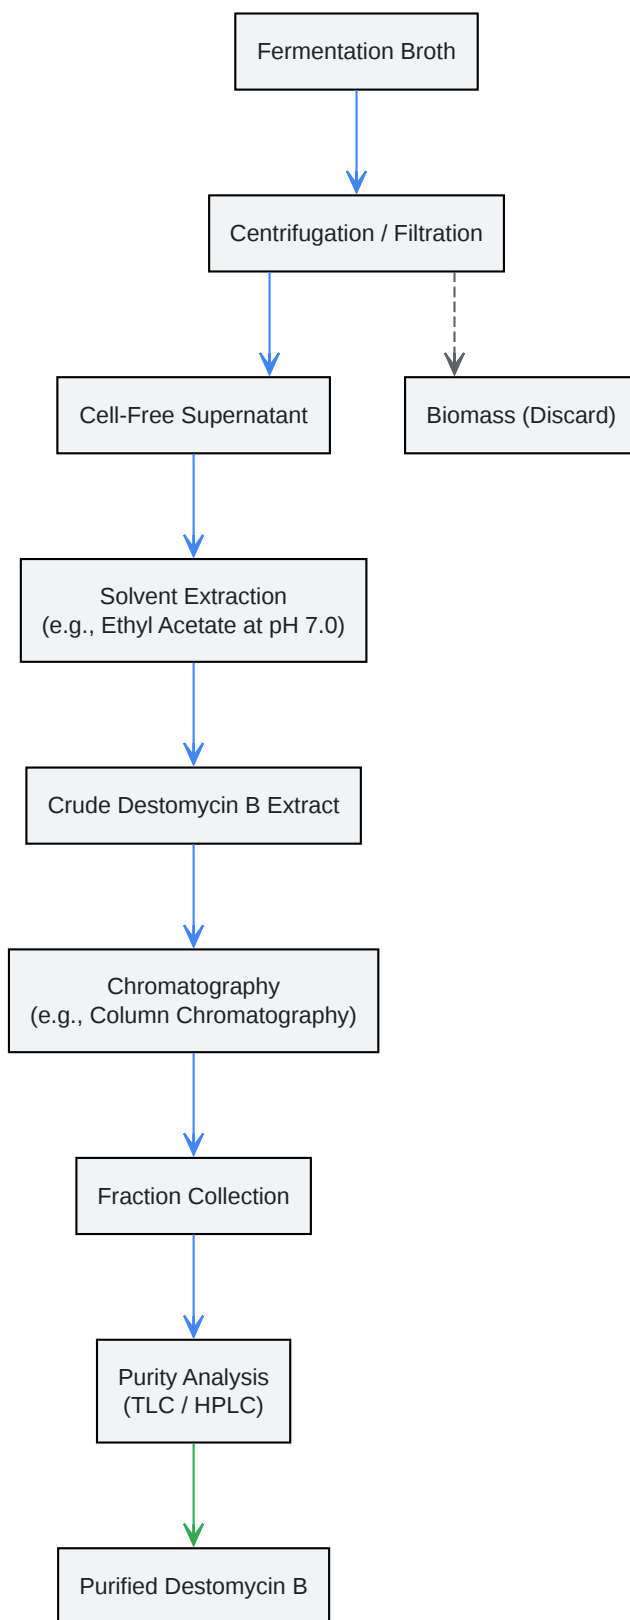 Fermentation Broth
Centrifugation / Filtration
Cell-Free Supernatant
Biomass (Discard)
Solvent Extraction
(e.g., Ethyl Acetate at pH 7.0)
Crude Destomycin B Extract
Chromatography
(e.g., Column Chromatography)
Fraction Collection
Purity Analysis
(TLC / HPLC)
Purified Destomycin B